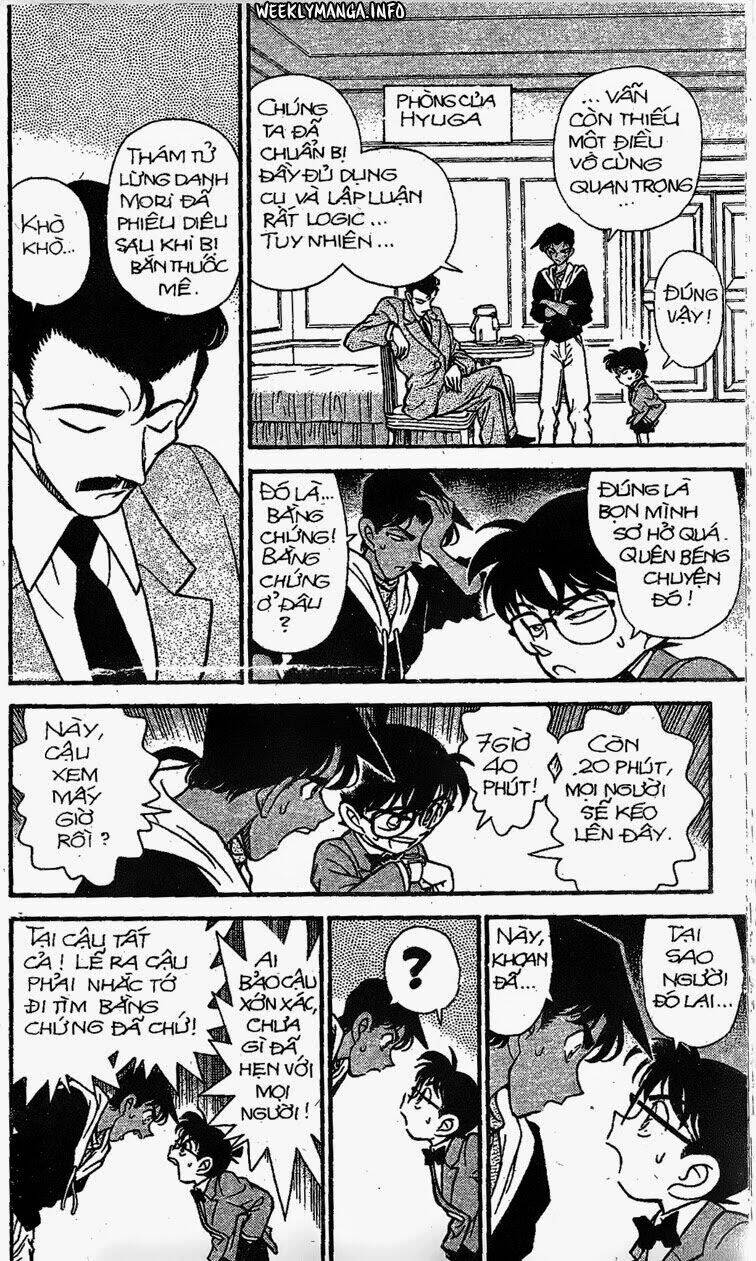 WEEKLYMANGA.INFO
THÁM TỬ
LỪNG DANH
MORI ĐÃ
PHIÊU DIÊU
SAU KHI BỊ
BẮN THUỐC
MÊ.
KHÒ
KHÒ...
PHÒNG CỦA
HYUGA
CHÚNG
TA ĐÃ
CHUẨN BỊ
ĐẦY ĐỦ DỤNG
CỤ VÀ LẬP LUẬN
RẤT LOGIC...
TUY NHIÊN...
... VẪN
CÒN THIẾU
MỘT ĐIỀU
VÔ CÙNG
QUAN TRỌNG
...
ĐÚNG
VẬY!
ĐÓ LÀ...
BẰNG
CHỨNG!
BẰNG
CHỨNG
Ở ĐÂU
?
ĐÚNG LÀ
BỌN MÌNH
SƠ HỞ QUÁ.
QUÊN BÉNG
CHUYỆN
ĐÓ!
NÀY,
CẬU
XEM
MẤY
GIỜ
RỒI?
7 GIỜ
40
PHÚT!
CÒN
20 PHÚT,
MỌI NGƯỜI
SẼ KÉO
LÊN ĐÂY.
TẠI CẬU TẤT
CẢ! LẼ RA CẬU
PHẢI NHẮC TỚ
ĐI TÌM BẰNG
CHỨNG ĐÃ CHỨ!
AI
BẢO CẬU
XỚN XÁC,
CHƯA
GÌ ĐÃ
HẸN VỚI
MỌI
NGƯỜI!
?
NÀY,
KHOAN
ĐÃ...
TẠI
SAO
NGƯỜI
ĐÓ LẠI...